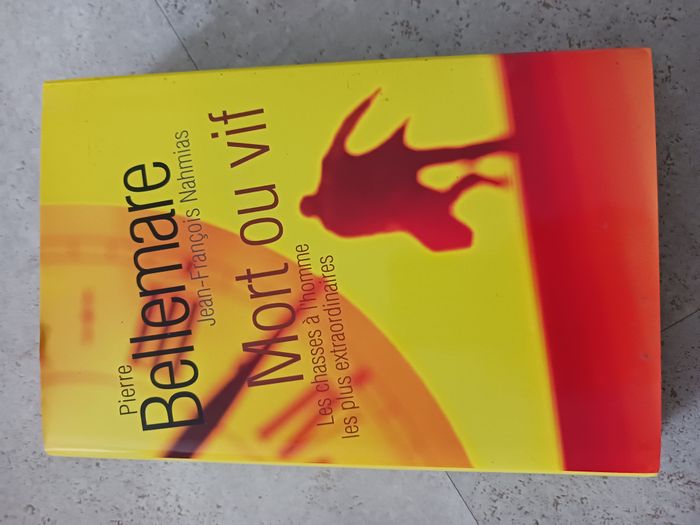 Pierre
Bellemare
Jean-François Nahmias
Mort ou vif
Les chasses à l'homme
les plus extraordinaires